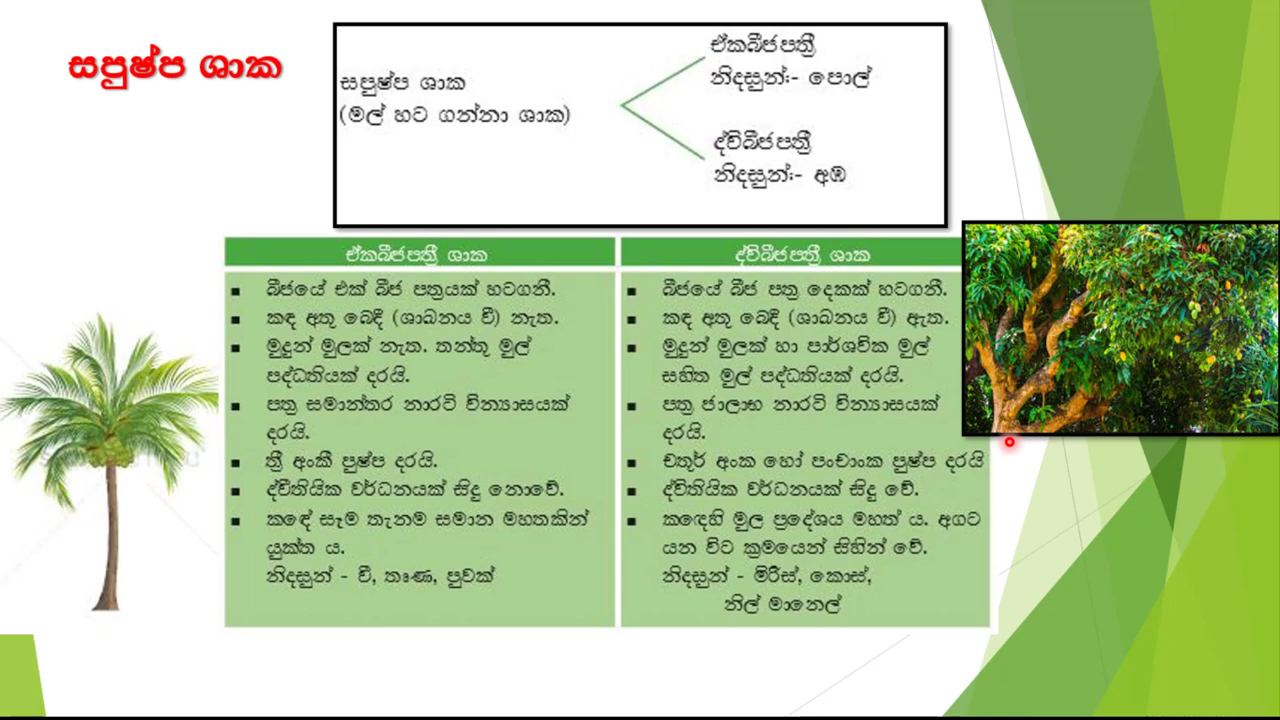 සපුෂ්ප ශාක
සපුෂ්ප ශාක
(මල් හට ගන්නා ශාක)
ඒකබීජපත්‍රී
නිදසුන්:- පොල්
ද්විබීජපත්‍රී
නිදසුන්:- අඹ
ඒකබීජපත්‍රී ශාක
▪ බීජයේ එක් බීජ පත්‍රයක් හටගනී.
▪ කඳ අතු බෙදී (ශාඛනය වී) නැත.
▪ මුදුන් මුලක් නැත. තන්තු මුල්
පද්ධතියක් දරයි.
▪ පත්‍ර සමාන්තර නාරටි වින්‍යාසයක්
දරයි.
▪ ත්‍රී අංකී පුෂ්ප දරයි.
▪ ද්වීතියික වර්ධනයක් සිදු නොවේ.
▪ කඳේ සෑම තැනම සමාන මහතකින්
යුක්ත ය.
නිදසුන් - වී, තෘණ, පුවක්
ද්විබීජපත්‍රී ශාක
▪ බීජයේ බීජ පත්‍ර දෙකක් හටගනී.
▪ කඳ අතු බෙදී (ශාඛනය වී) ඇත.
▪ මුදුන් මුලක් හා පාර්ශවික මුල්
සහිත මුල් පද්ධතියක් දරයි.
▪ පත්‍ර ජාලාභ නාරටි වින්‍යාසයක්
දරයි.
▪ චතුර් අංක හෝ පංචාංක පුෂ්ප දරයි
▪ ද්විතියික වර්ධනයක් සිදු වේ.
▪ කඳෙහි මුල ප්‍රදේශය මහත් ය. අගට
යන විට ක්‍රමයෙන් සිහින් වේ.
නිදසුන් - මිරිස්, කොස්,
නිල් මානෙල්